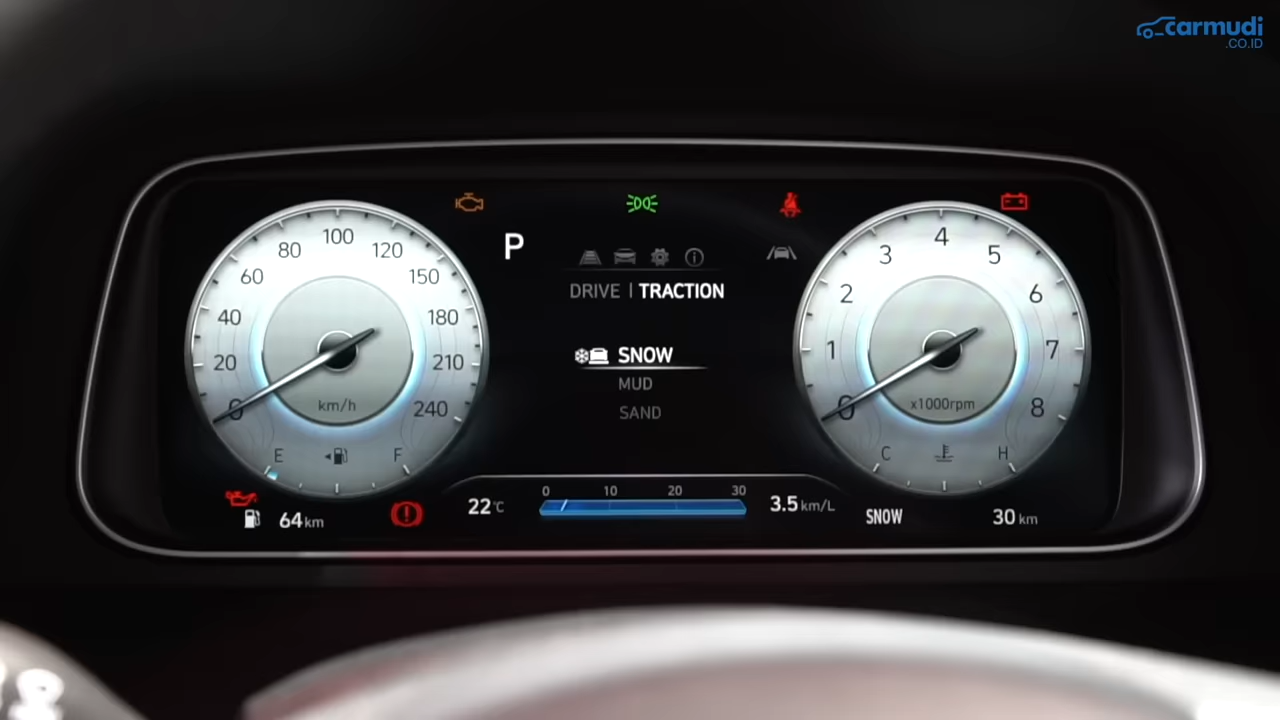 carmudi
.CO.ID
P
DRIVE | TRACTION
SNOW
MUD
SAND
0
20
40
60
80
100
120
150
180
210
240
km/h
E
F
64 km
22°C
0 10 20 30
3.5 km/L
0
1
2
3
4
5
6
7
8
x1000rpm
C
H
SNOW
30 km